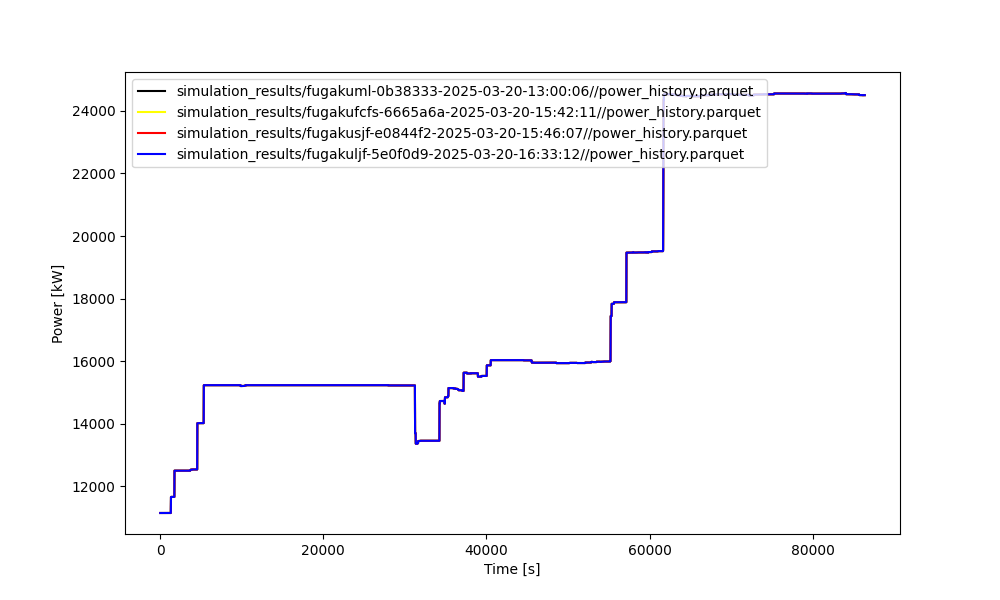 simulation_results/fugakuml-0b38333-2025-03-20-13:00:06//power_history.parquet
simulation_results/fugakufcfs-6665a6a-2025-03-20-15:42:11//power_history.parquet
simulation_results/fugakusjf-e0844f2-2025-03-20-15:46:07//power_history.parquet
simulation_results/fugakuljf-5e0f0d9-2025-03-20-16:33:12//power_history.parquet
Power [kW]
24000
22000
20000
18000
16000
14000
12000
0 20000 40000 60000 80000
Time [s]